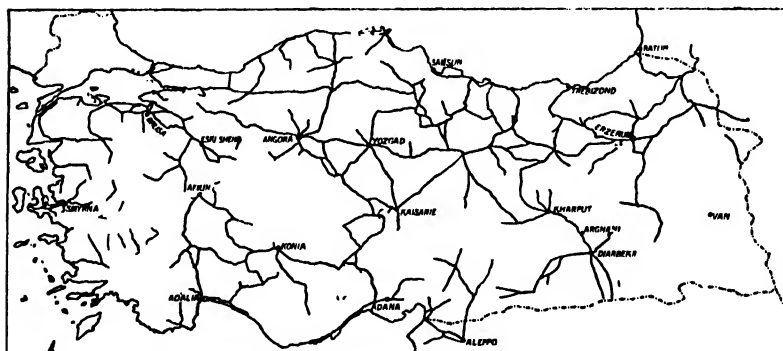 BATUM
SAMSUN
TREBIZOND
BRUSA
ESKI SHEHR
ANGORA
YOZGAD
ERZERUM
AFIUN
SMYRNA
KAISARIE
KHARPUT
VAN
ARGHANI
KONIA
DIARBEKR
ADALIA
ADANA
ALEPPO